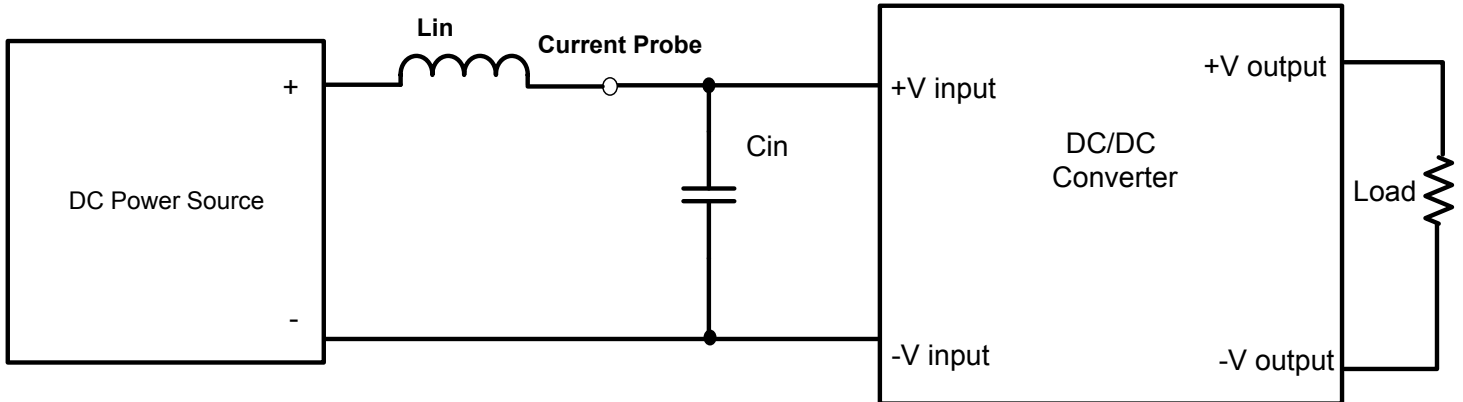 Lin
Current Probe
+
DC Power Source
-
Cin
+V input
+V output
DC/DC
Converter
Load
-V input
-V output